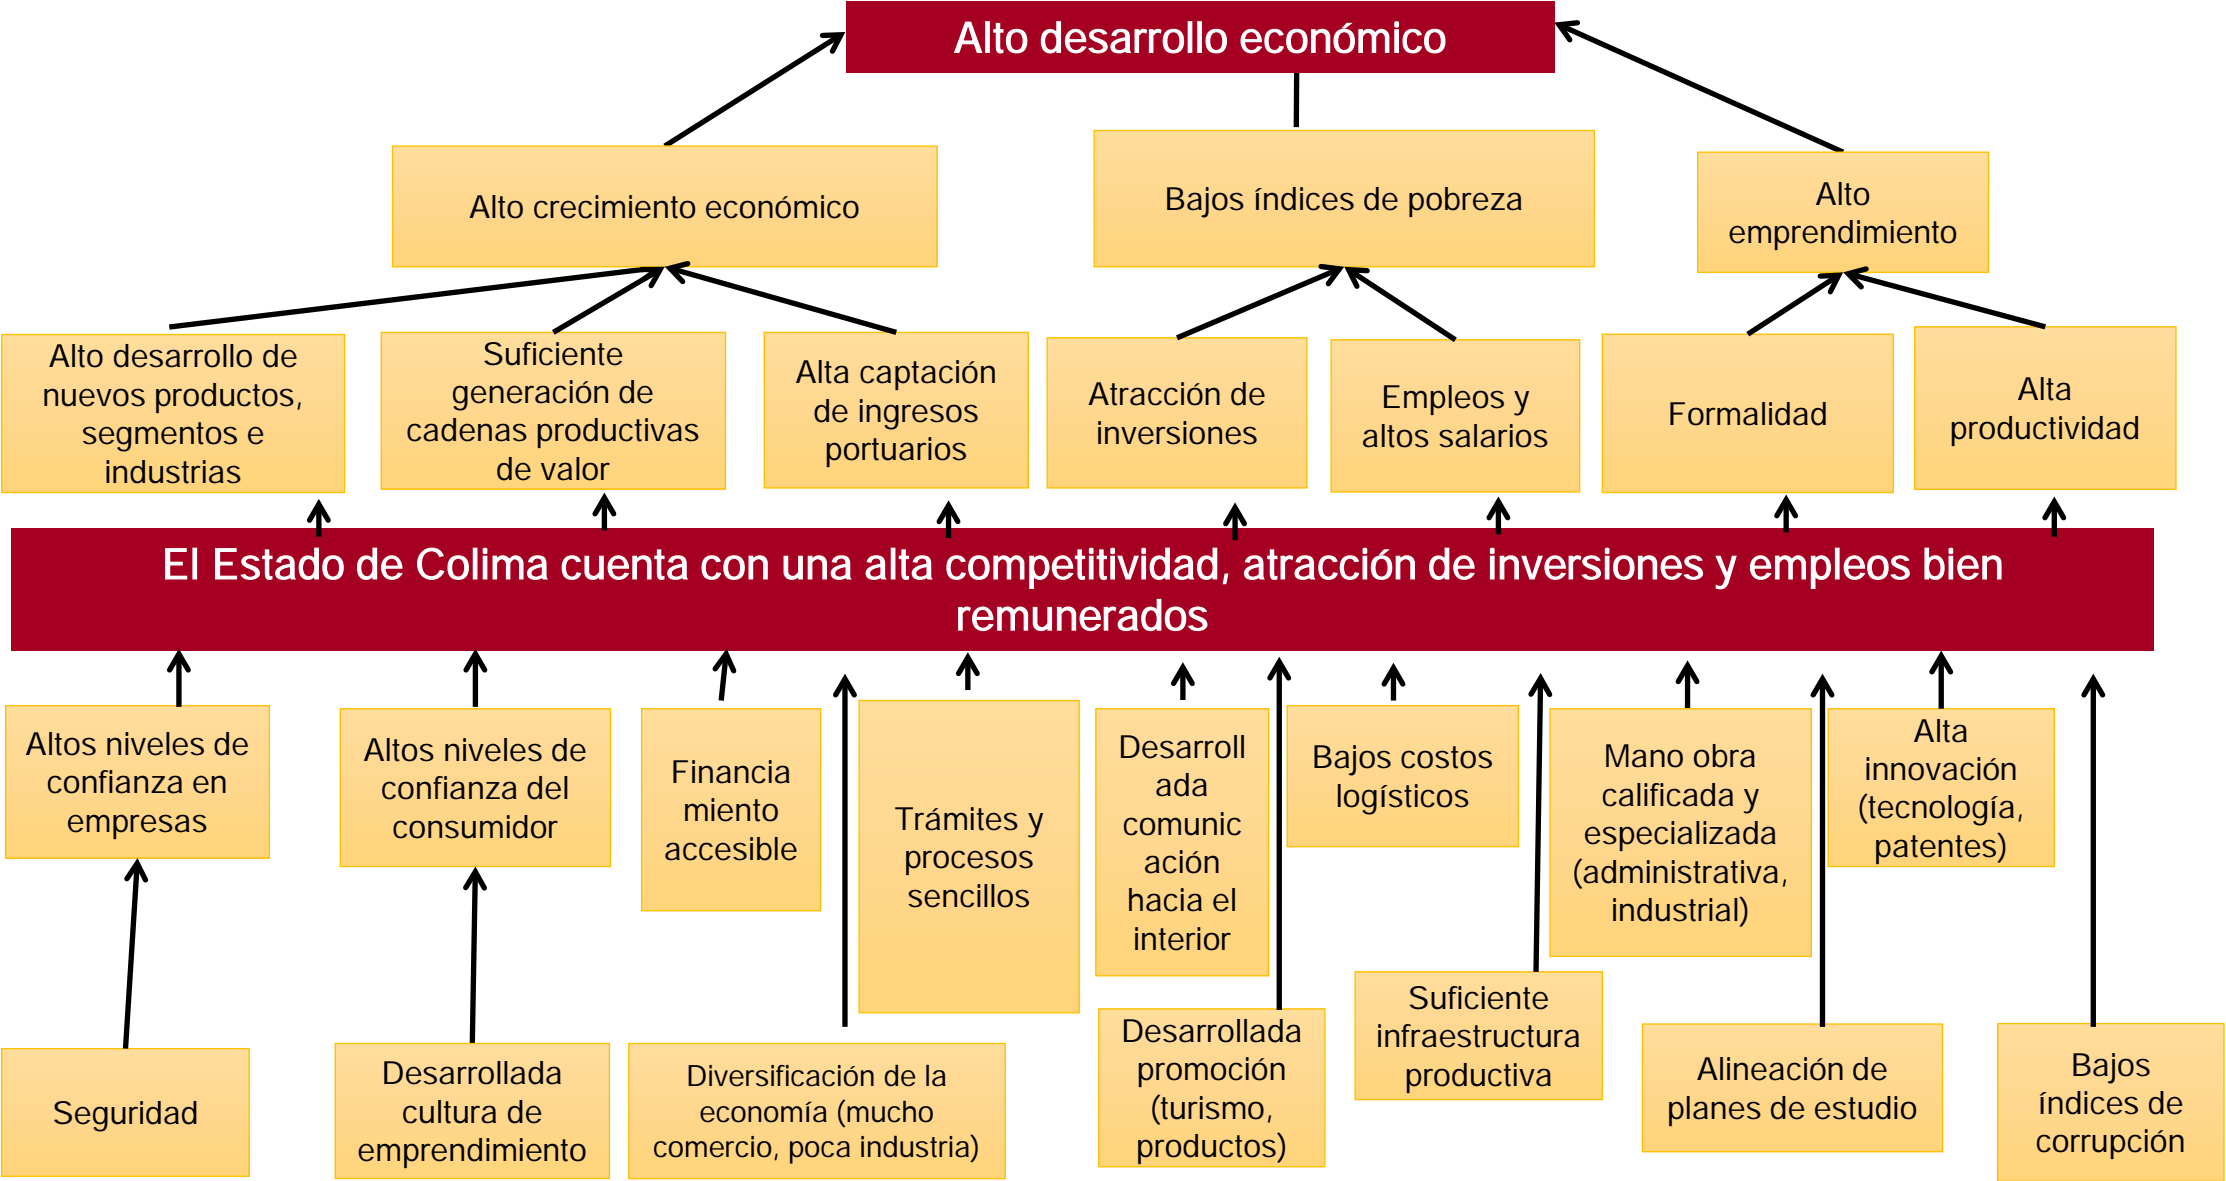 Alto desarrollo económico
Alto crecimiento económico
Bajos índices de pobreza
Alto
emprendimiento
Alto desarrollo de
nuevos productos,
segmentos e
industrias
Suficiente
generación de
cadenas productivas
de valor
Alta captación
de ingresos
portuarios
Atracción de
inversiones
Empleos y
altos salarios
Formalidad
Alta
productividad
El Estado de Colima cuenta con una alta competitividad, atracción de inversiones y empleos bien
remunerados
Altos niveles de
confianza en
empresas
Altos niveles de
confianza del
consumidor
Financia
miento
accesible
Trámites y
procesos
sencillos
Desarroll
ada
comunic
ación
hacia el
interior
Bajos costos
logísticos
Mano obra
calificada y
especializada
(administrativa,
industrial)
Alta
innovación
(tecnología,
patentes)
Seguridad
Desarrollada
cultura de
emprendimiento
Diversificación de la
economía (mucho
comercio, poca industria)
Desarrollada
promoción
(turismo,
productos)
Suficiente
infraestructura
productiva
Alineación de
planes de estudio
Bajos
índices de
corrupción